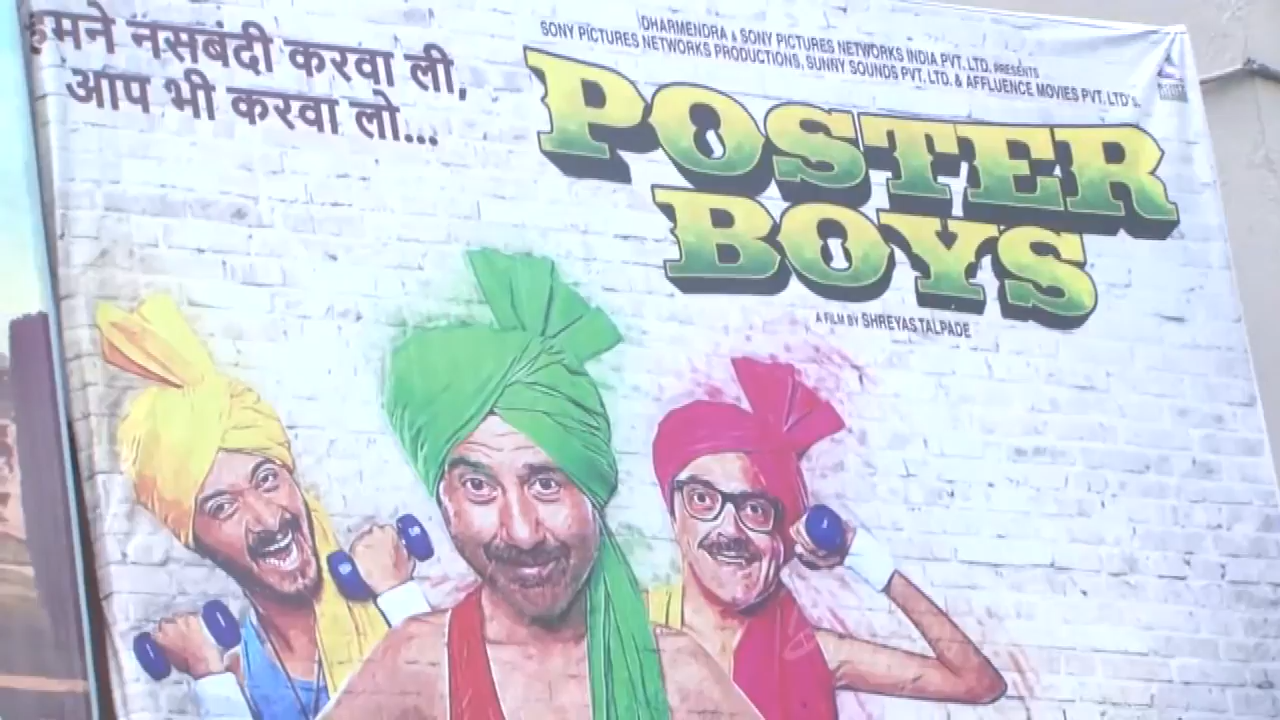 हमने नसबंदी करवा ली,
आप भी करवा लो...
DHARMENDRA & SONY PICTURES NETWORKS INDIA PVT. LTD. PRESENTS
SONY PICTURES NETWORKS PRODUCTIONS, SUNNY SOUNDS PVT. LTD. & AFFLUENCE MOVIES PVT. LTD's.
POSTER
BOYS
A FILM BY SHREYAS TALPADE